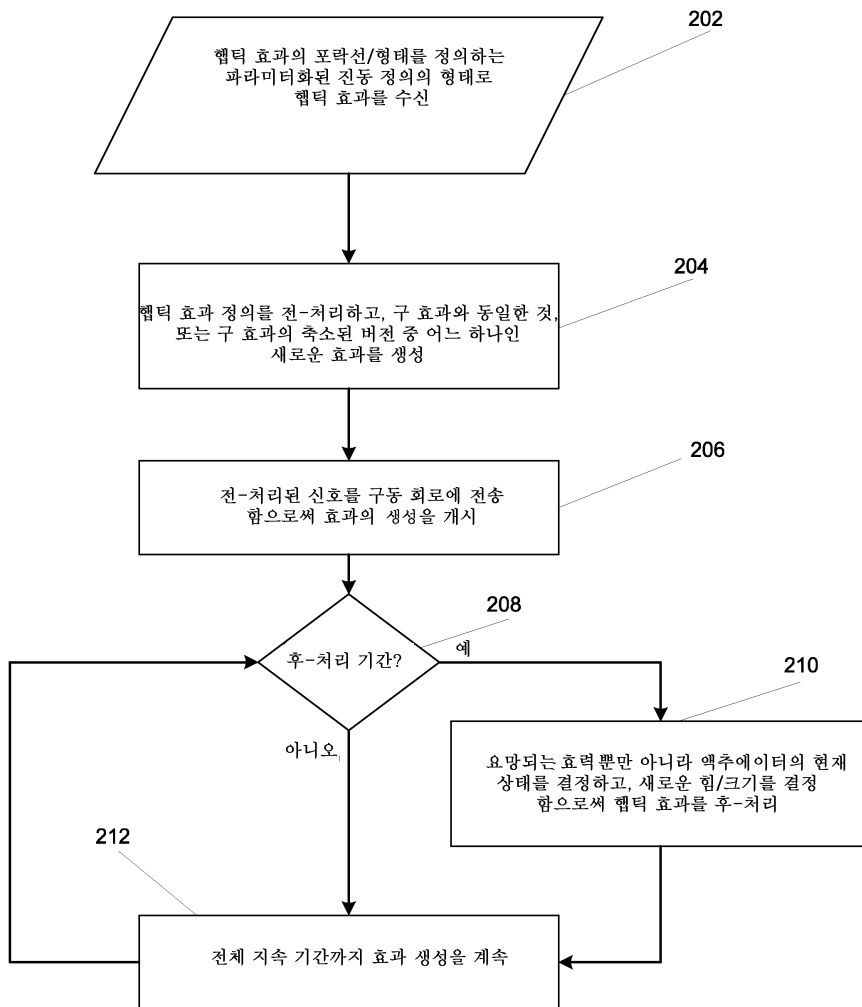 202
햅틱 효과의 포락선/형태를 정의하는
파라미터화된 진동 정의의 형태로
햅틱 효과를 수신
204
햅틱 효과 정의를 전-처리하고, 구 효과와 동일한 것,
또는 구 효과의 축소된 버전 중 어느 하나인
새로운 효과를 생성
206
전-처리된 신호를 구동 회로에 전송
함으로써 효과의 생성을 개시
208
후-처리 기간?
예
아니오
210
요망되는 효력뿐만 아니라 액추에이터의 현재
상태를 결정하고, 새로운 힘/크기를 결정
함으로써 햅틱 효과를 후-처리
212
전체 지속 기간까지 효과 생성을 계속